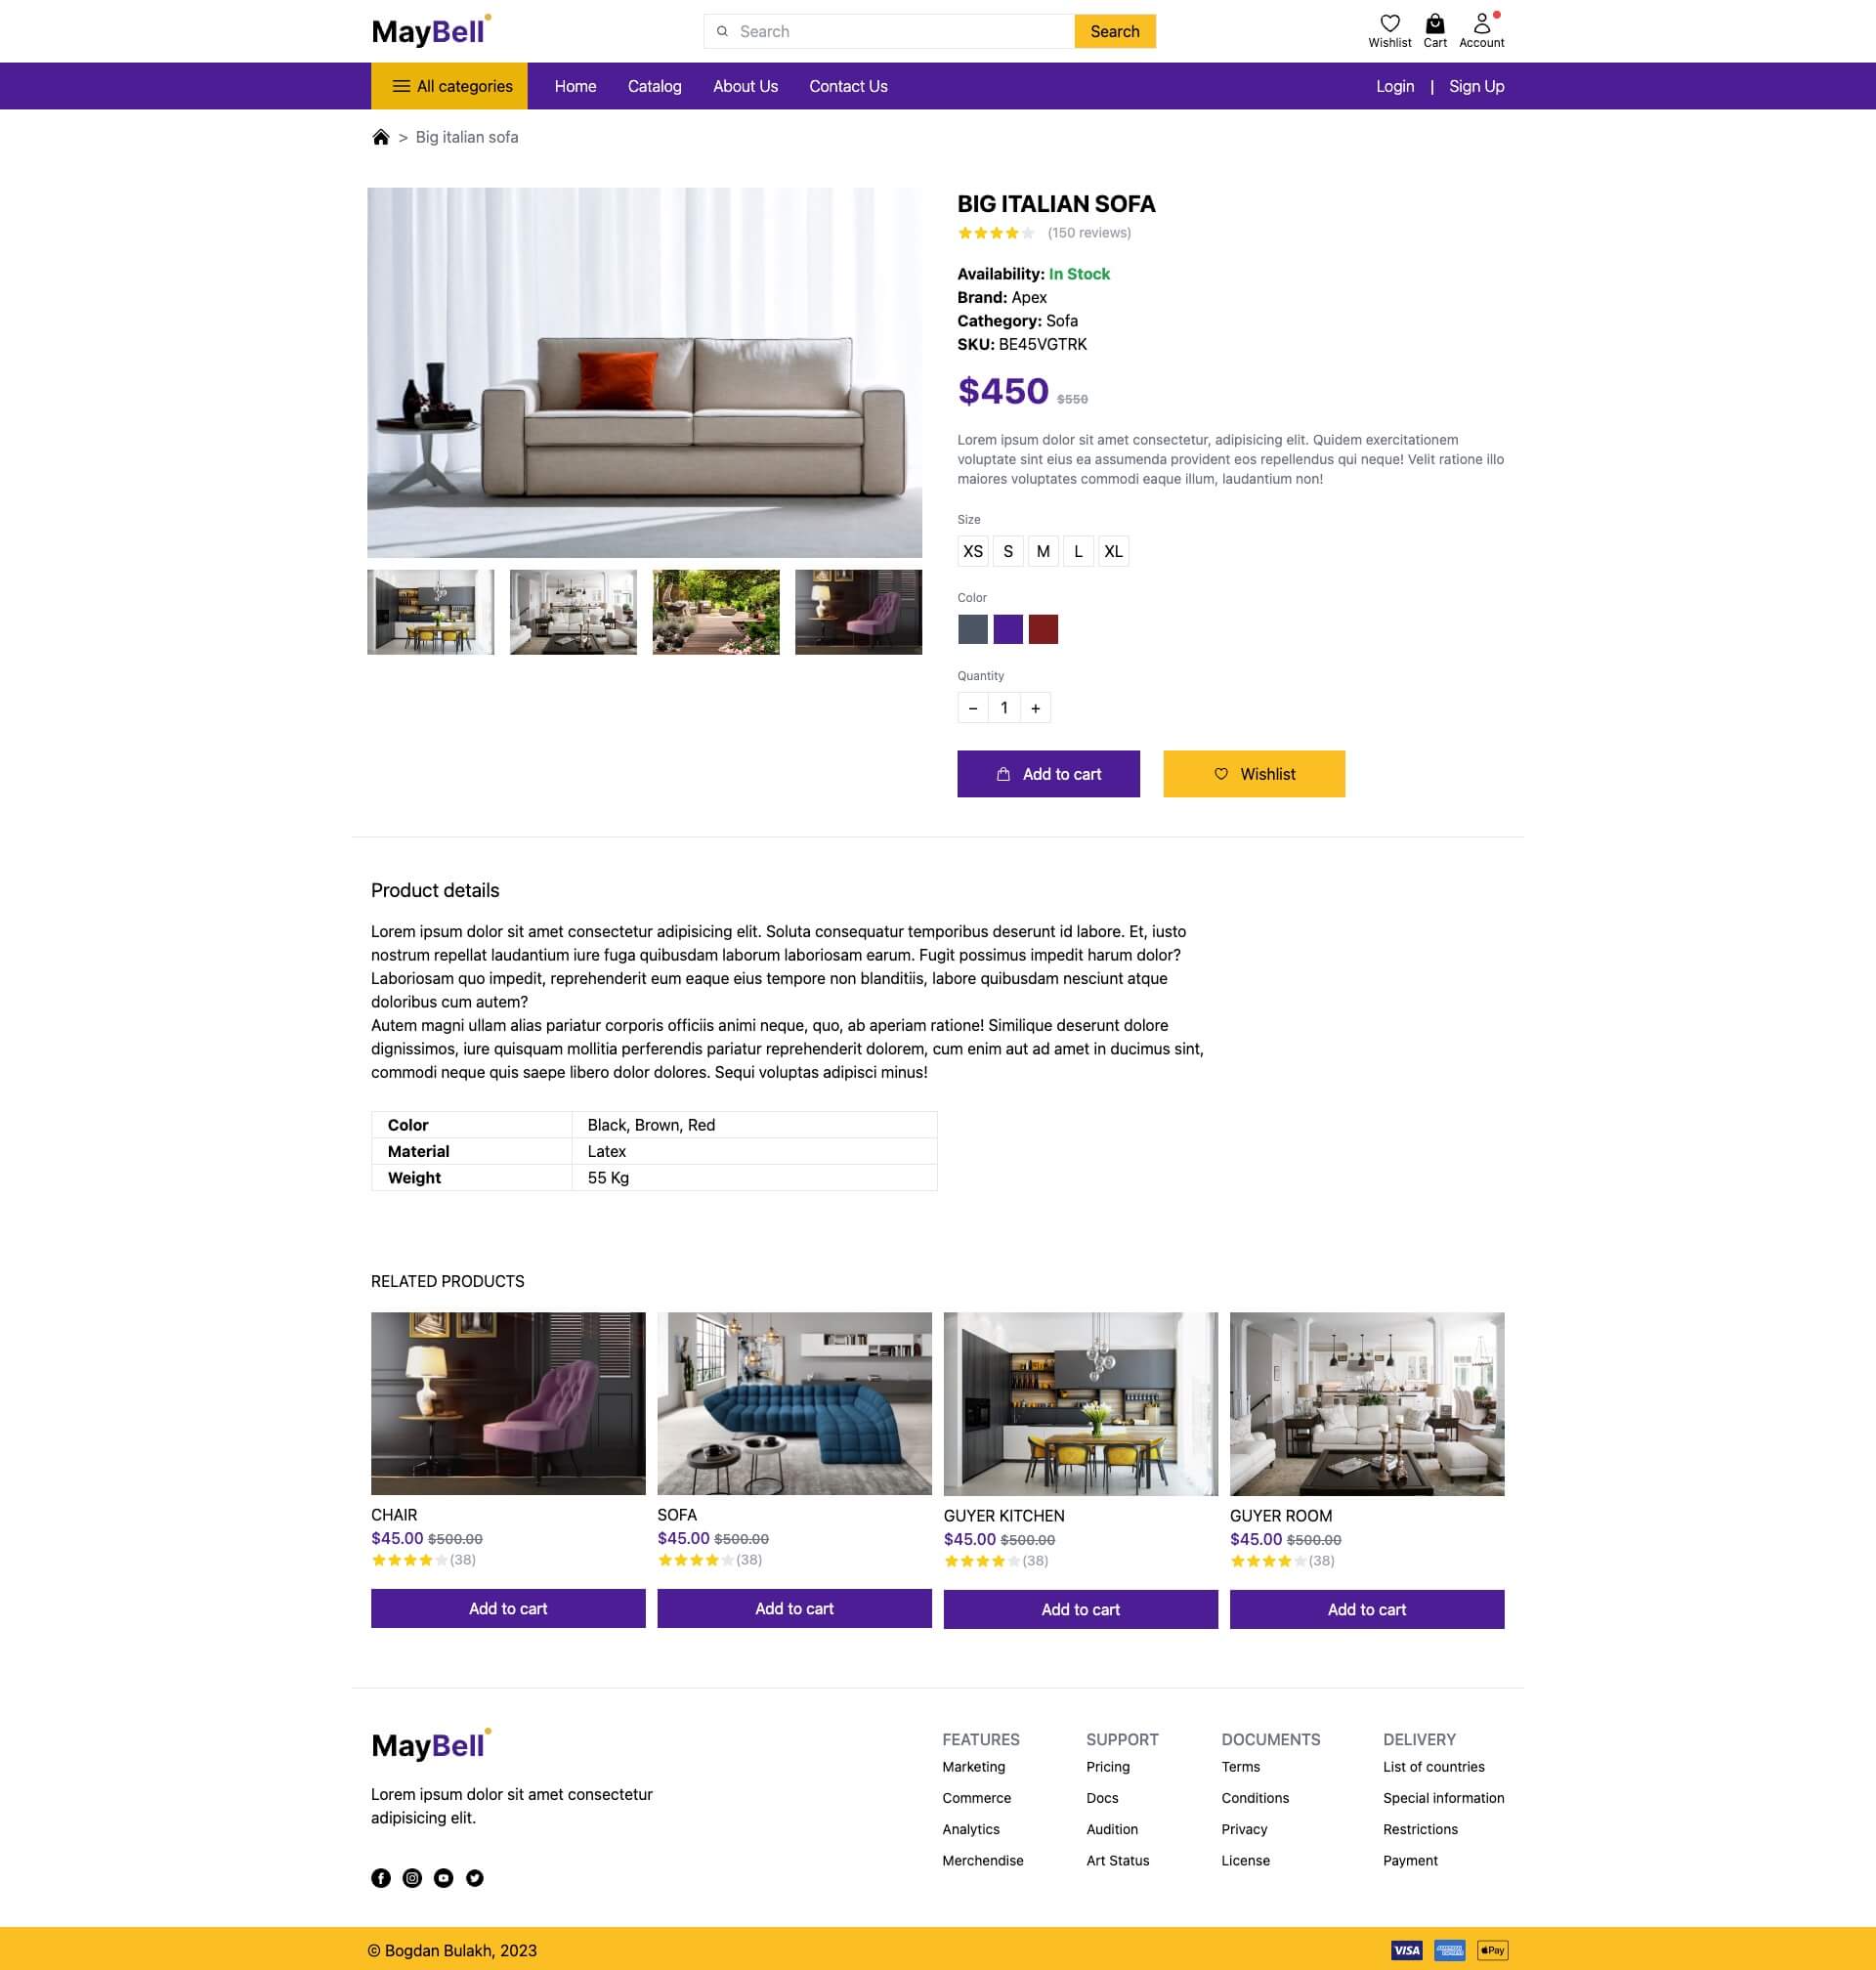 MayBell
Search
Search
Wishlist
Cart
Account
All categories
Home
Catalog
About Us
Contact Us
Login | Sign Up
> Big italian sofa
BIG ITALIAN SOFA
(150 reviews)
Availability: In Stock
Brand: Apex
Cathegory: Sofa
SKU: BE45VGTRK
$450 $550
Lorem ipsum dolor sit amet consectetur, adipisicing elit. Quidem exercitationem
voluptate sint eius ea assumenda provident eos repellendus qui neque! Velit ratione illo
maiores voluptates commodi eaque illum, laudantium non!
Size
XS S M L XL
Color
Quantity
– 1 +
Add to cart
Wishlist
Product details
Lorem ipsum dolor sit amet consectetur adipisicing elit. Soluta consequatur temporibus deserunt id labore. Et, iusto
nostrum repellat laudantium iure fuga quibusdam laborum laboriosam earum. Fugit possimus impedit harum dolor?
Laboriosam quo impedit, reprehenderit eum eaque eius tempore non blanditiis, labore quibusdam nesciunt atque
doloribus cum autem?
Autem magni ullam alias pariatur corporis officiis animi neque, quo, ab aperiam ratione! Similique deserunt dolore
dignissimos, iure quisquam mollitia perferendis pariatur reprehenderit dolorem, cum enim aut ad amet in ducimus sint,
commodi neque quis saepe libero dolor dolores. Sequi voluptas adipisci minus!
Color Black, Brown, Red
Material Latex
Weight 55 Kg
RELATED PRODUCTS
CHAIR
$45.00 $500.00
(38)
Add to cart
SOFA
$45.00 $500.00
(38)
Add to cart
GUYER KITCHEN
$45.00 $500.00
(38)
Add to cart
GUYER ROOM
$45.00 $500.00
(38)
Add to cart
MayBell
Lorem ipsum dolor sit amet consectetur
adipisicing elit.
FEATURES
Marketing
Commerce
Analytics
Merchendise
SUPPORT
Pricing
Docs
Audition
Art Status
DOCUMENTS
Terms
Conditions
Privacy
License
DELIVERY
List of countries
Special information
Restrictions
Payment
© Bogdan Bulakh, 2023
VISA
Pay